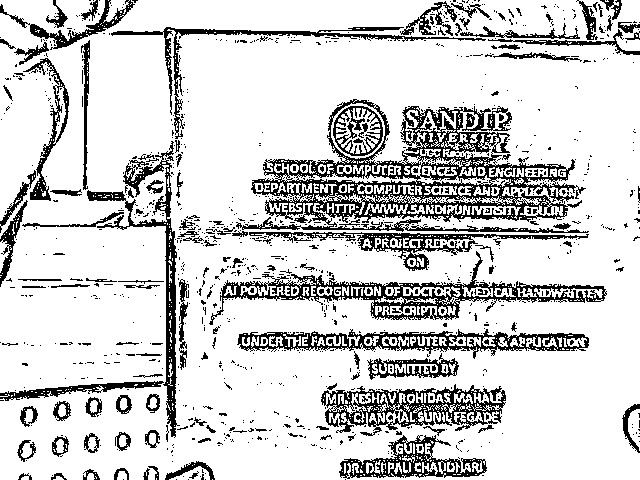 SANDIP
UNIVERSITY
SCHOOL OF COMPUTER SCIENCES AND ENGINEERING
DEPARTMENT OF COMPUTER SCIENCE AND APPLICATION
WEBSITE: HTTP://WWW.SANDIPUNIVERSITY.EDU.IN
A PROJECT REPORT
ON
AI POWERED RECOGNITION OF DOCTOR'S MEDICAL HANDWRITTEN
PRESCRIPTION
UNDER THE FACULTY OF COMPUTER SCIENCE & APPLICATION
SUBMITTED BY
MR. KESHAV ROHIDAS MAHALE
MS. CHANCHAL SUNIL FEGADE
GUIDE
DR. DEEPALI CHAUDHARI